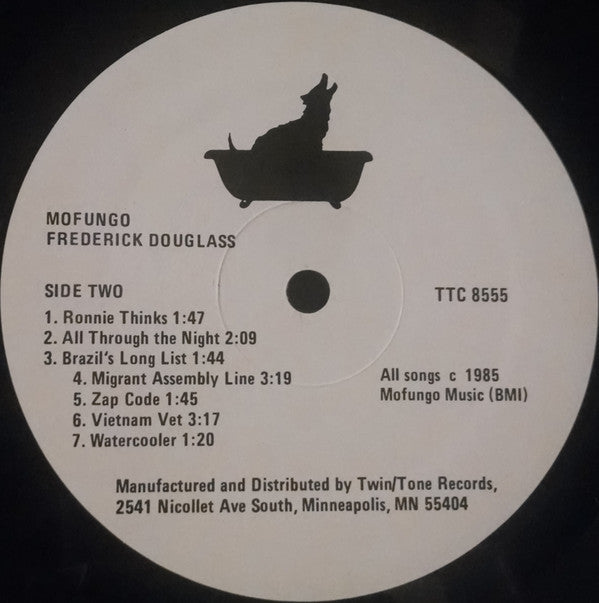 MOFUNGO
FREDERICK DOUGLASS
SIDE TWO
TTC 8555
1. Ronnie Thinks 1:47
2. All Through the Night 2:09
3. Brazil's Long List 1:44
4. Migrant Assembly Line 3:19
5. Zap Code 1:45
6. Vietnam Vet 3:17
7. Watercooler 1:20
All songs c 1985
Mofungo Music (BMI)
Manufactured and Distributed by Twin/Tone Records,
2541 Nicollet Ave South, Minneapolis, MN 55404